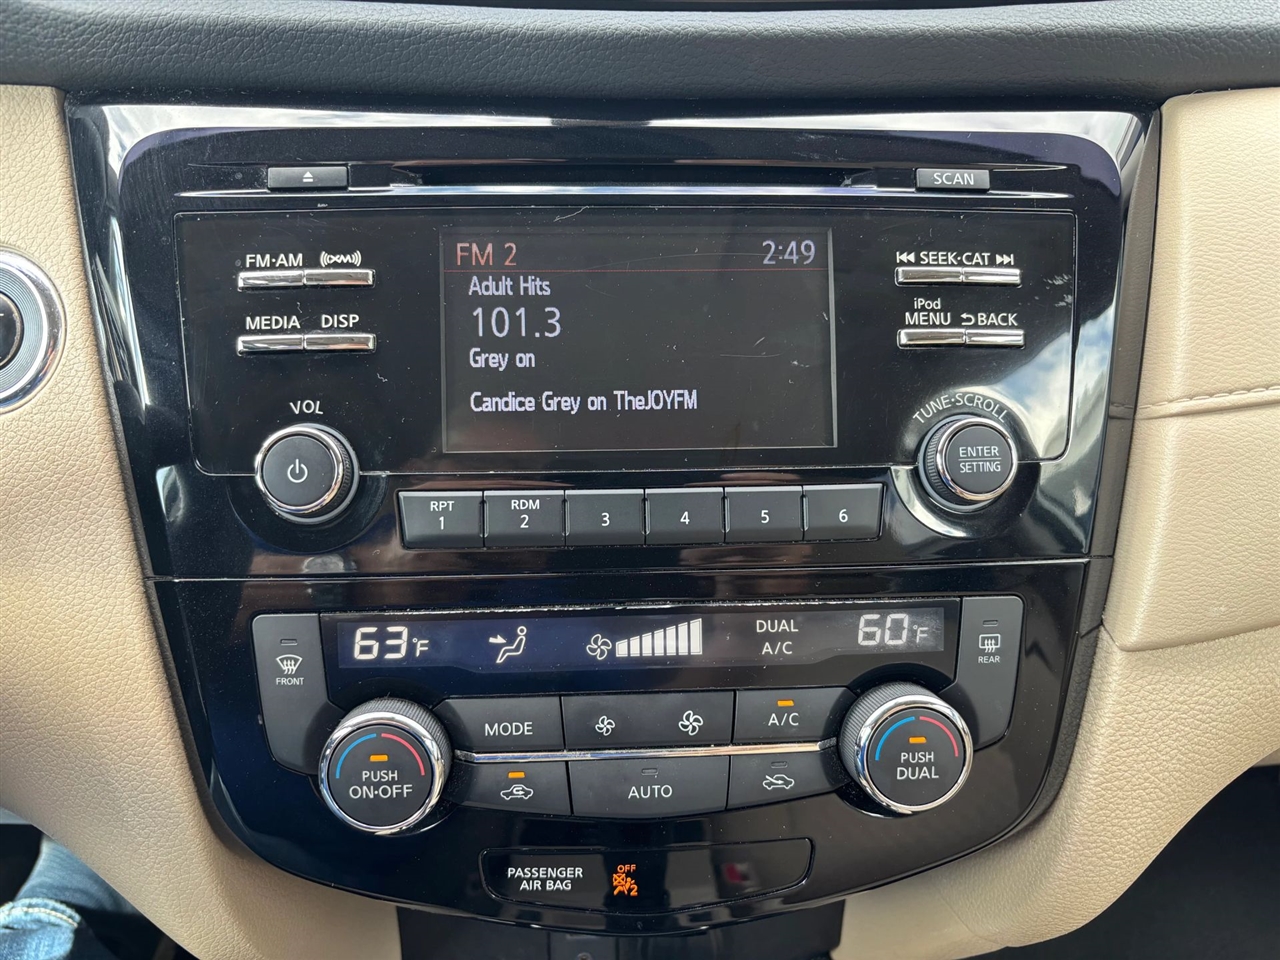 SCAN
FM·AM ((XM))
FM 2 2:49
SEEK·CAT
Adult Hits
101.3
iPod
MENU BACK
MEDIA DISP
Grey on
Candice Grey on TheJOYFM
VOL
TUNE·SCROLL
ENTER
SETTING
RPT RDM
1 2 3 4 5 6
63°F DUAL 60°F
A/C
FRONT
REAR
MODE A/C
PUSH
ON·OFF
AUTO
PUSH
DUAL
PASSENGER
AIR BAG
OFF
2